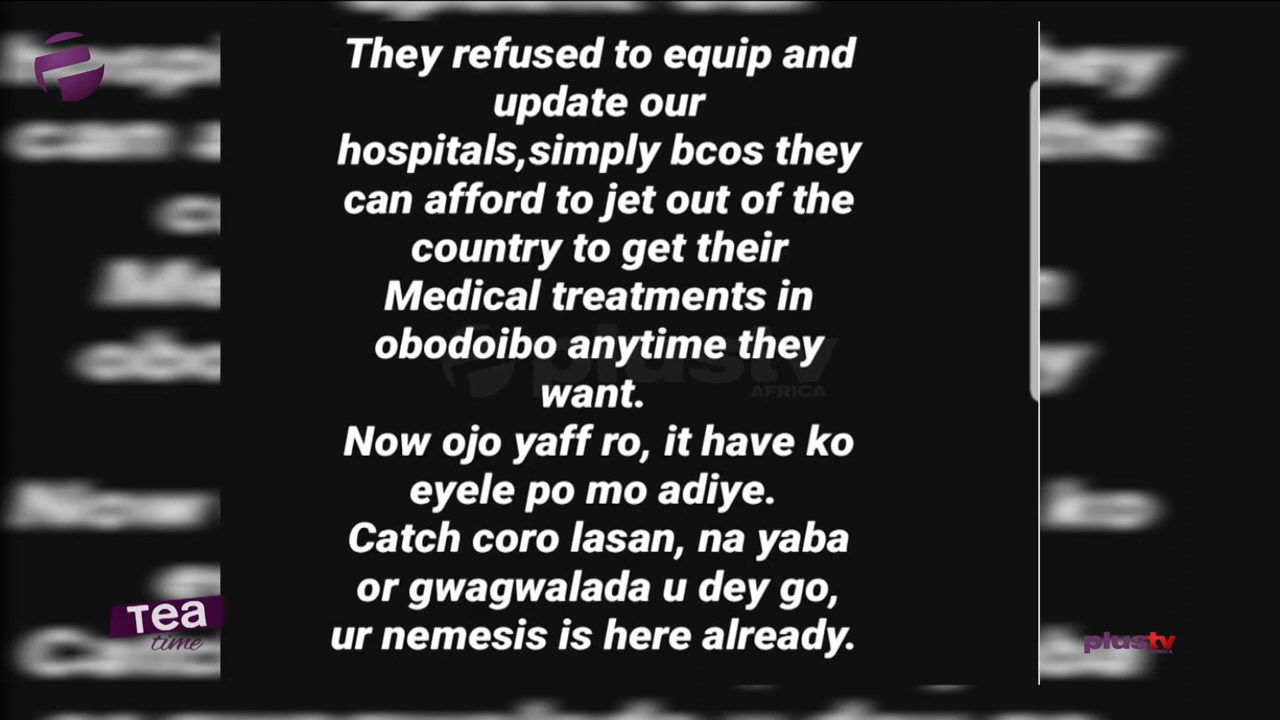 They refused to equip and
update our
hospitals,simply bcos they
can afford to jet out of the
country to get their
Medical treatments in
obodoibo anytime they
want.
Now ojo yaff ro, it have ko
eyele po mo adiye.
Catch coro lasan, na yaba
or gwagwalada u dey go,
ur nemesis is here already.
plustv
AFRICA
Tea
time
plustv
AFRICA